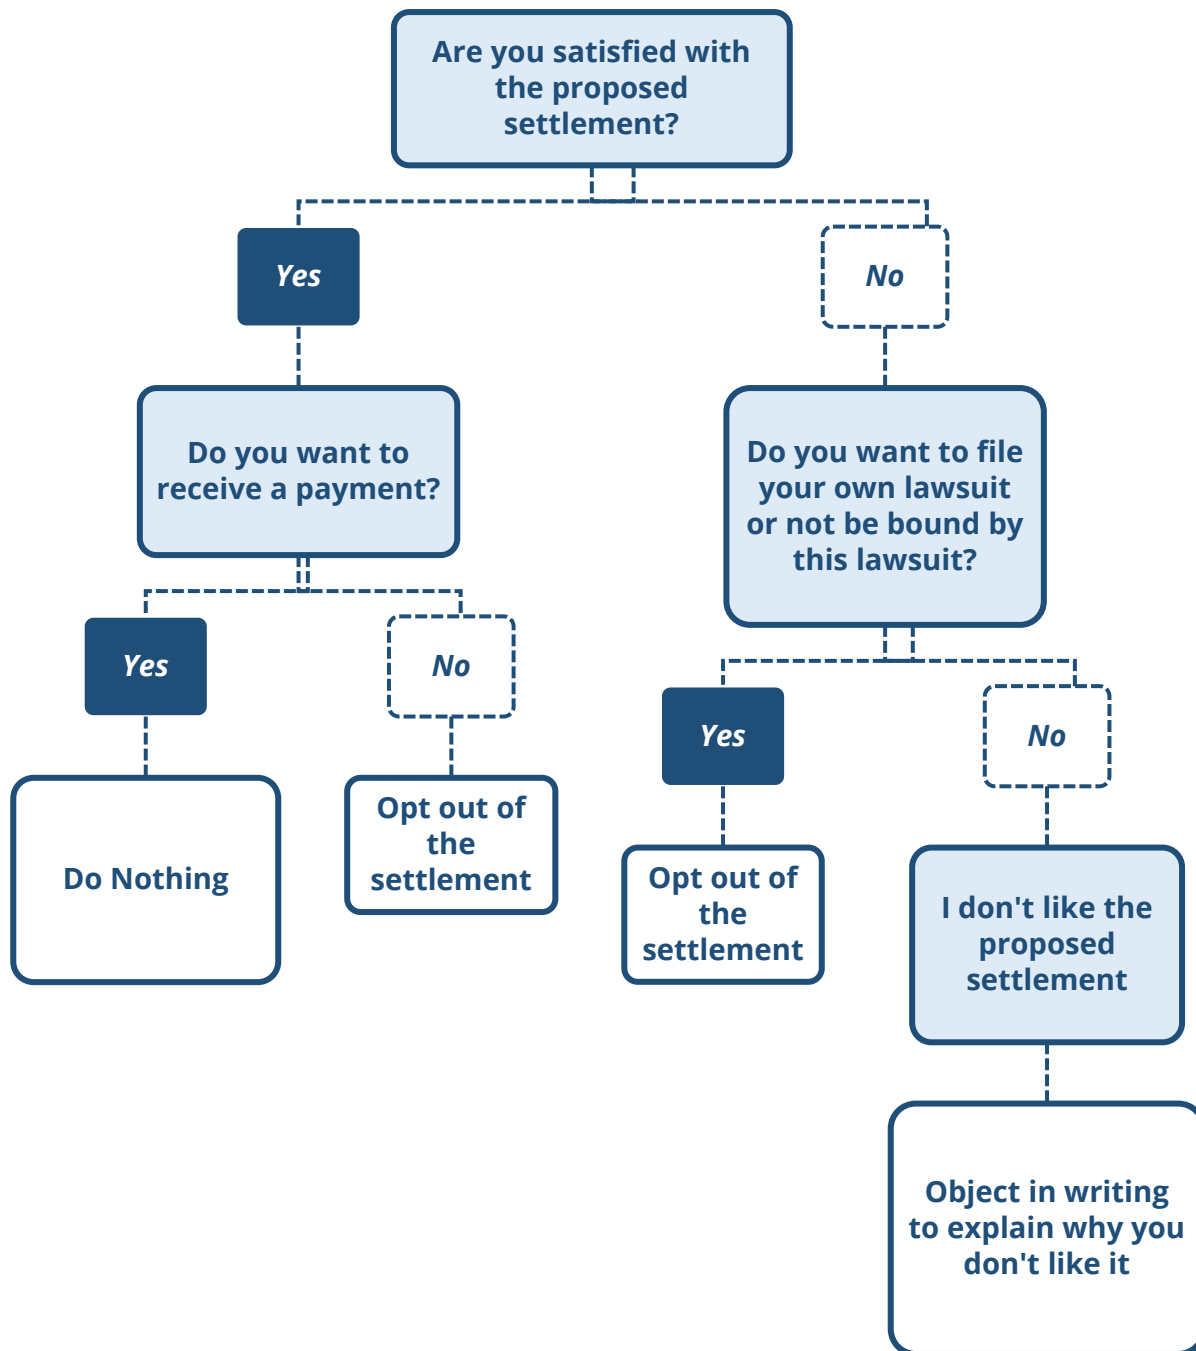 Are you satisfied with
the proposed
settlement?
Yes
No
Do you want to
receive a payment?
Do you want to file
your own lawsuit
or not be bound by
this lawsuit?
Yes
No
Yes
No
Do Nothing
Opt out of
the
settlement
Opt out of
the
settlement
I don't like the
proposed
settlement
Object in writing
to explain why you
don't like it